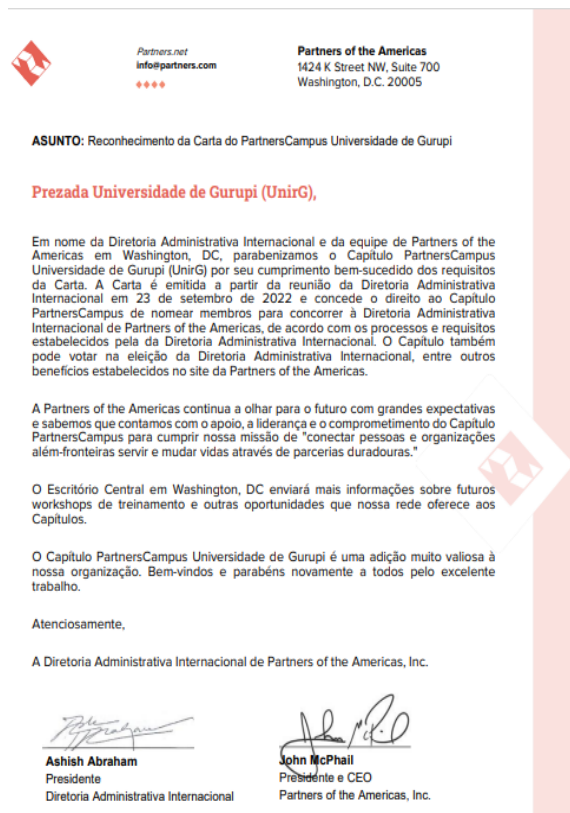 Partners.net
info@partners.com
Partners of the Americas
1424 K Street NW, Suite 700
Washington, D.C. 20005
ASUNTO: Reconhecimento da Carta do PartnersCampus Universidade de Gurupi
Prezada Universidade de Gurupi (UnirG),
Em nome da Diretoria Administrativa Internacional e da equipe de Partners of the
Americas em Washington, DC, parabenizamos o Capítulo PartnersCampus
Universidade de Gurupi (UnirG) por seu cumprimento bem-sucedido dos requisitos
da Carta. A Carta é emitida a partir da reunião da Diretoria Administrativa
Internacional em 23 de setembro de 2022 e concede o direito ao Capítulo
PartnersCampus de nomear membros para concorrer à Diretoria Administrativa
Internacional de Partners of the Americas, de acordo com os processos e requisitos
estabelecidos pela da Diretoria Administrativa Internacional. O Capítulo também
pode votar na eleição da Diretoria Administrativa Internacional, entre outros
benefícios estabelecidos no site da Partners of the Americas.
A Partners of the Americas continua a olhar para o futuro com grandes expectativas
e sabemos que contamos com o apoio, a liderança e o comprometimento do Capítulo
PartnersCampus para cumprir nossa missão de "conectar pessoas e organizações
além-fronteiras servir e mudar vidas através de parcerias duradouras."
O Escritório Central em Washington, DC enviará mais informações sobre futuros
workshops de treinamento e outras oportunidades que nossa rede oferece aos
Capítulos.
O Capítulo PartnersCampus Universidade de Gurupi é uma adição muito valiosa à
nossa organização. Bem-vindos e parabéns novamente a todos pelo excelente
trabalho.
Atenciosamente,
A Diretoria Administrativa Internacional de Partners of the Americas, Inc.
Ashish Abraham
Presidente
Diretoria Administrativa Internacional
John McPhail
Presidente e CEO
Partners of the Americas, Inc.